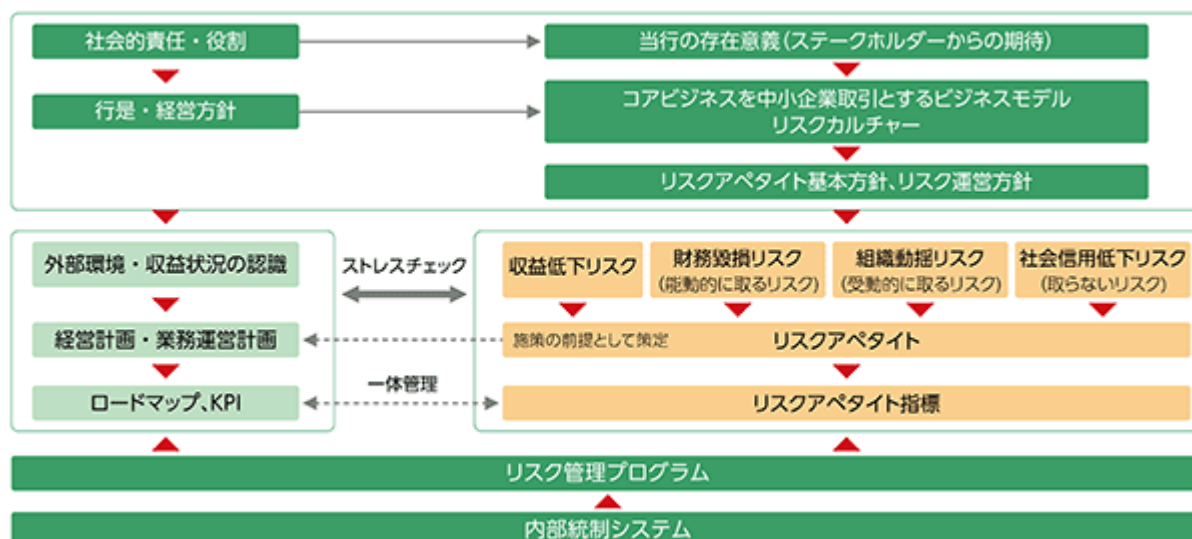 社会的責任・役割
当行の存在意義(ステークホルダーからの期待)
行是・経営方針
コアビジネスを中小企業取引とするビジネスモデル
リスクカルチャー
リスクアペタイト基本方針、リスク運営方針
外部環境・収益状況の認識
ストレスチェック
収益低下リスク
財務毀損リスク
(能動的に取るリスク)
組織動揺リスク
(受動的に取るリスク)
社会信用低下リスク
(取らないリスク)
経営計画・業務運営計画
施策の前提として策定
リスクアペタイト
ロードマップ、KPI
一体管理
リスクアペタイト指標
リスク管理プログラム
内部統制システム